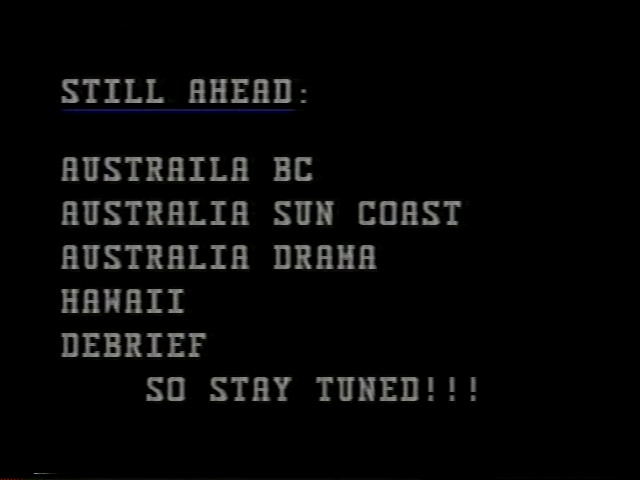 STILL AHEAD:
AUSTRAILA BC
AUSTRALIA SUN COAST
AUSTRALIA DRAMA
HAWAII
DEBRIEF
SO STAY TUNED!!!